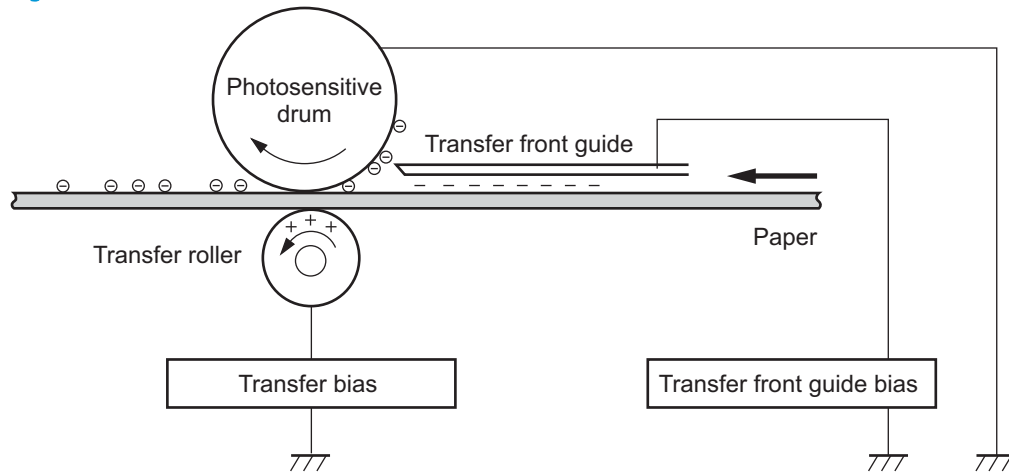 Photosensitive
drum
Transfer front guide
Paper
Transfer roller
Transfer bias
Transfer front guide bias